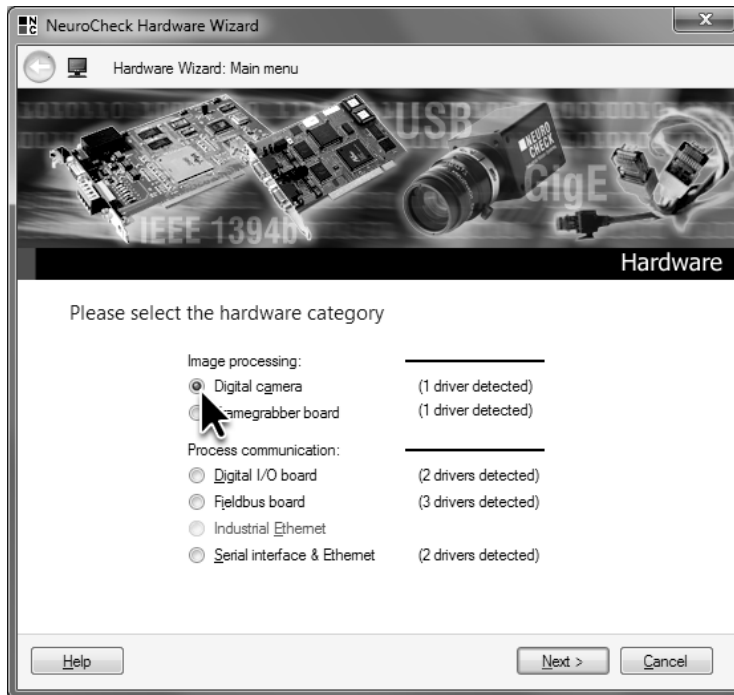 NeuroCheck Hardware Wizard
Hardware Wizard: Main menu
USB
NEURO CHECK
GigE
IEEE 1394b
Hardware
Please select the hardware category
Image processing:
Digital camera (1 driver detected)
framegrabber board (1 driver detected)
Process communication:
Digital I/O board (2 drivers detected)
Fieldbus board (3 drivers detected)
Industrial Ethernet
Serial interface & Ethernet (2 drivers detected)
Help
Next >
Cancel